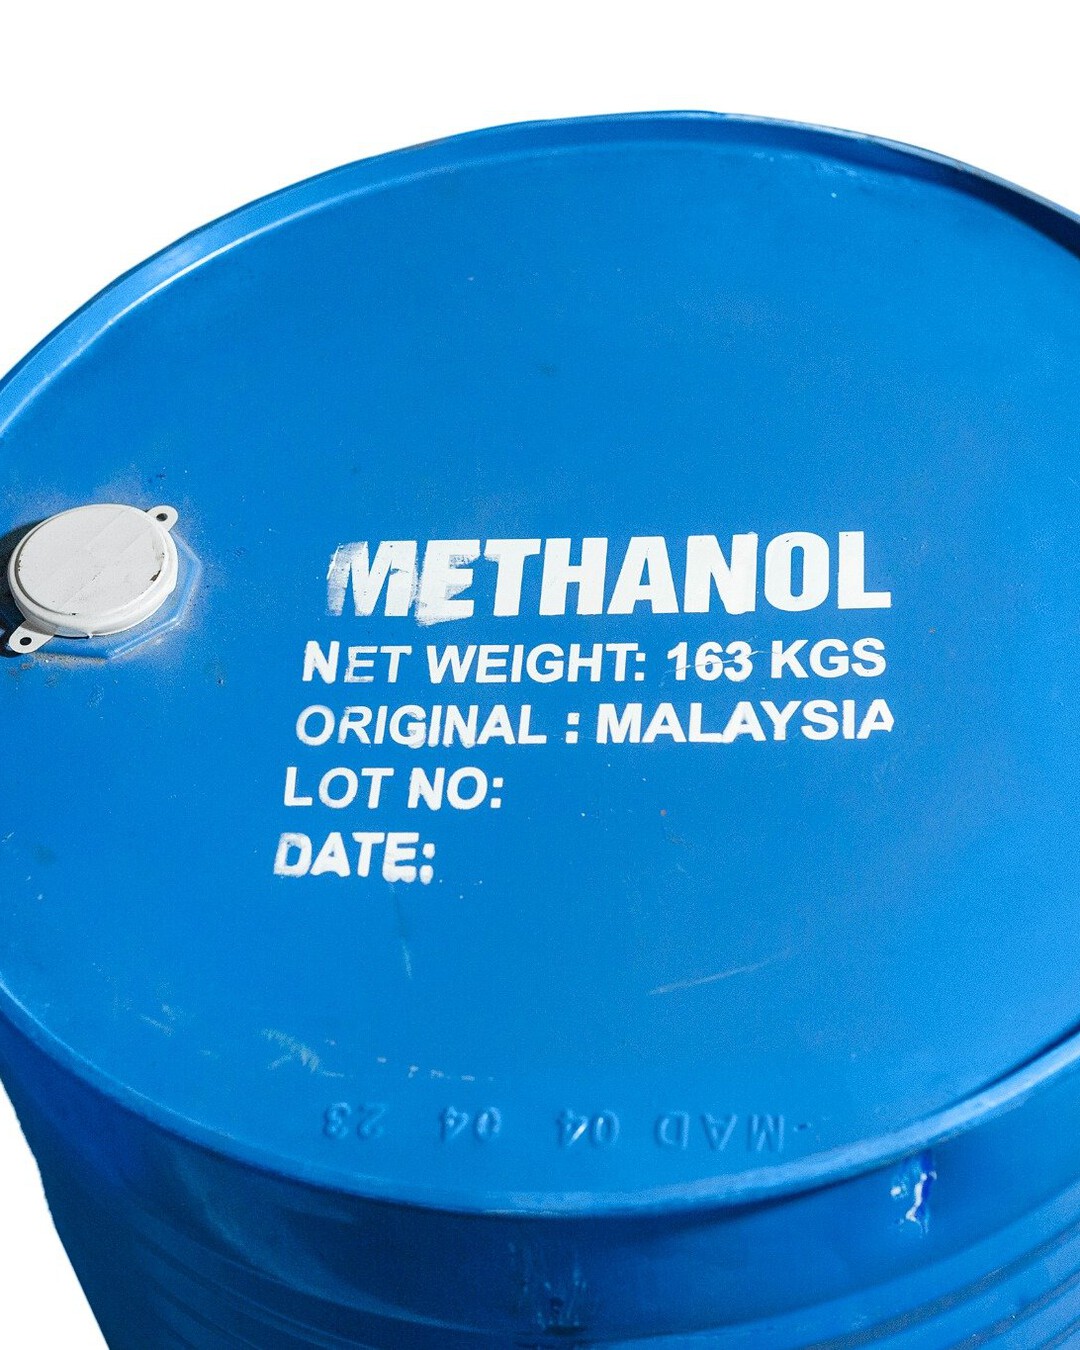 METHANOL
NET WEIGHT: 163 KGS
ORIGINAL : MALAYSIA
LOT NO:
DATE: